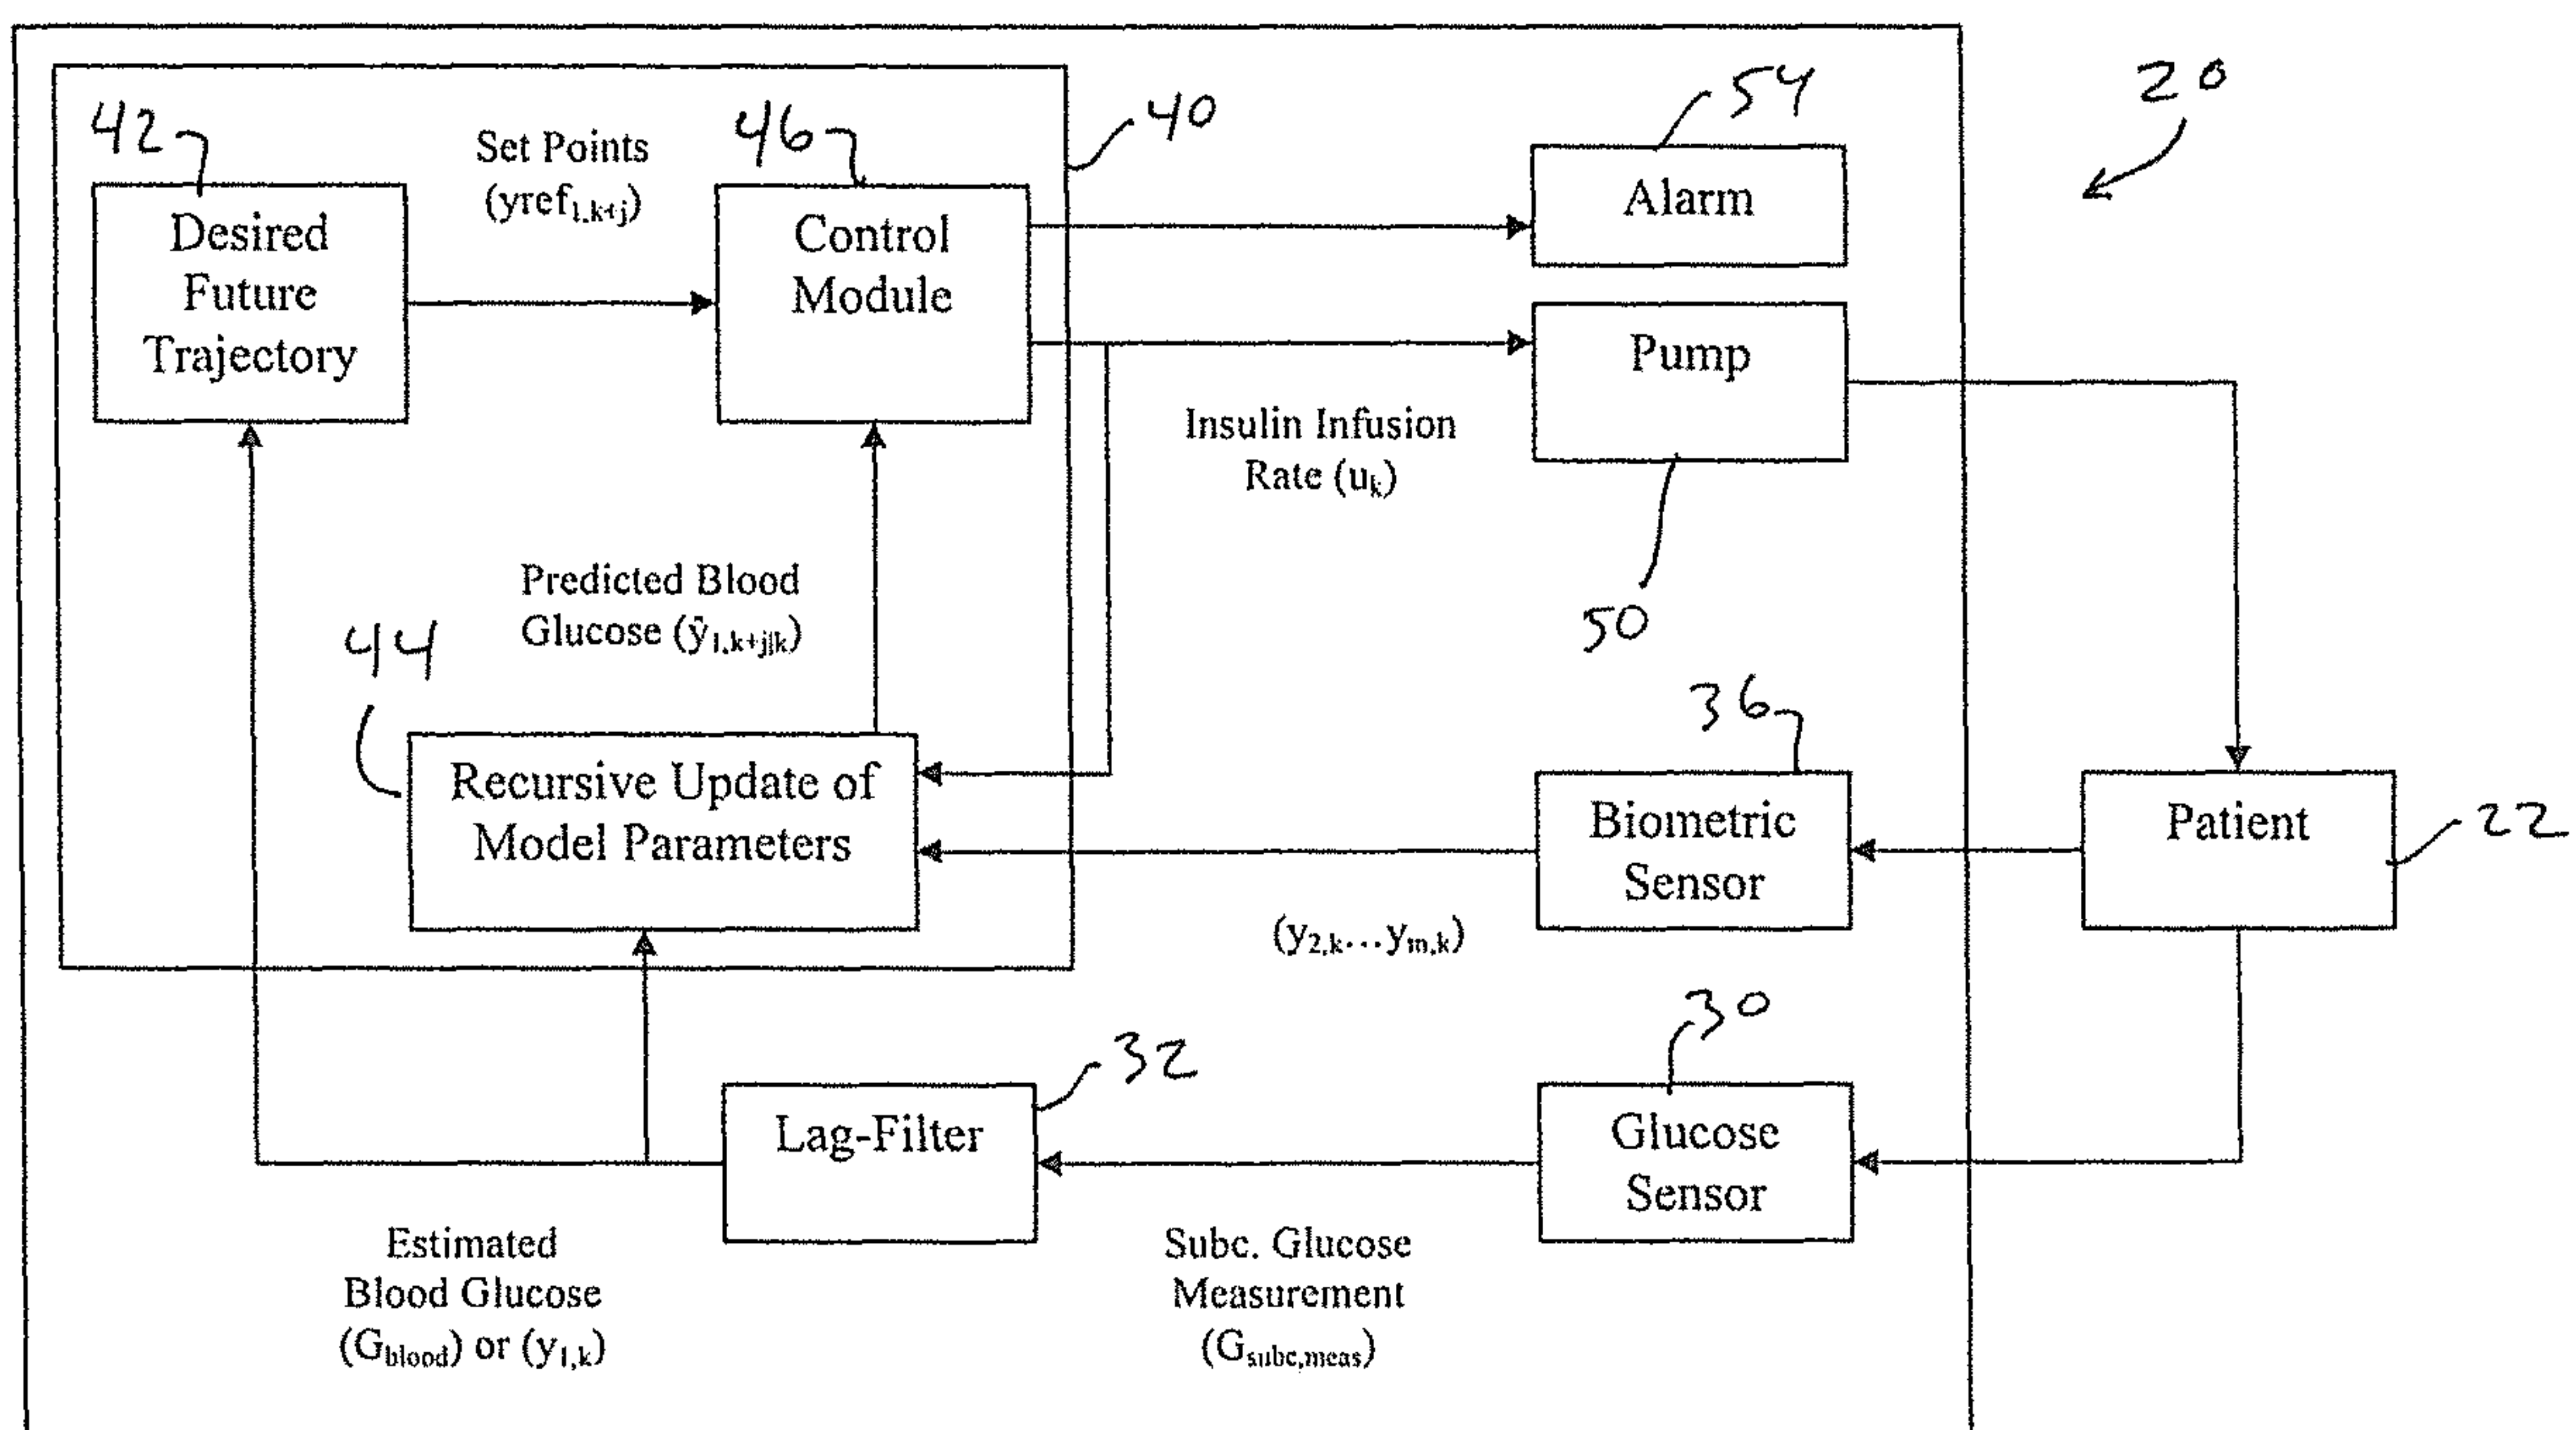 20
40
42
Desired
Future
Trajectory
Set Points
(yref1,k+j)
46
Control
Module
54
Alarm
Pump
50
Insulin Infusion
Rate (uk)
Predicted Blood
Glucose (ŷ1,k+j|k)
44
Recursive Update of
Model Parameters
36
Biometric
Sensor
(y2,k...ym,k)
Patient
22
30
Glucose
Sensor
32
Lag-Filter
Estimated
Blood Glucose
(Gblood) or (y1,k)
Subc. Glucose
Measurement
(Gsubc,meas)